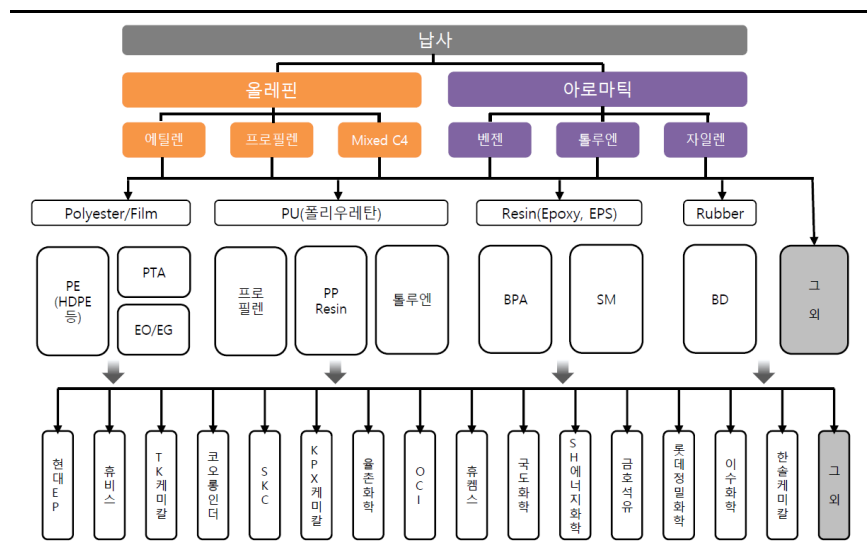 납사
올레핀
아로마틱
에틸렌
프로필렌
Mixed C4
벤젠
톨루엔
자일렌
Polyester/Film
PU(폴리우레탄)
Resin(Epoxy, EPS)
Rubber
PE
(HDPE
등)
PTA
EO/EG
프로
필렌
PP
Resin
톨루엔
BPA
SM
BD
그
외
현대EP
휴비스
TK케미칼
코오롱인더
SKC
KPX케미칼
율촌화학
OCI
휴켐스
국도화학
SH에너지화학
금호석유
롯데정밀화학
이수화학
한솔케미칼
그
외